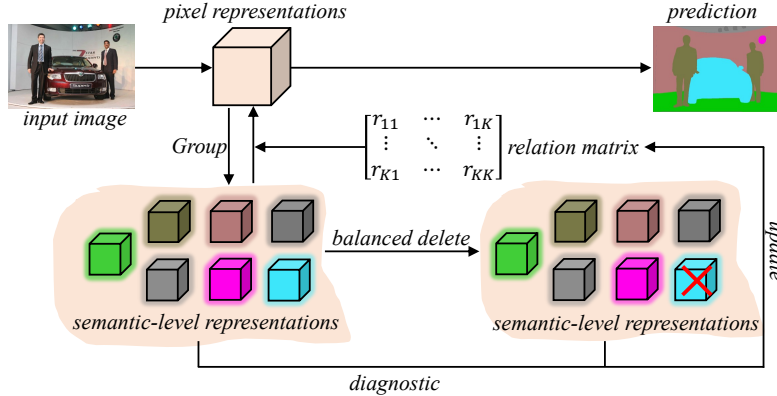 pixel representations
prediction
input image
Group
r11 ⋯ r1K
⋮ ⋱ ⋮
rK1 ⋯ rKK
relation matrix
balanced delete
update
semantic-level representations
semantic-level representations
diagnostic